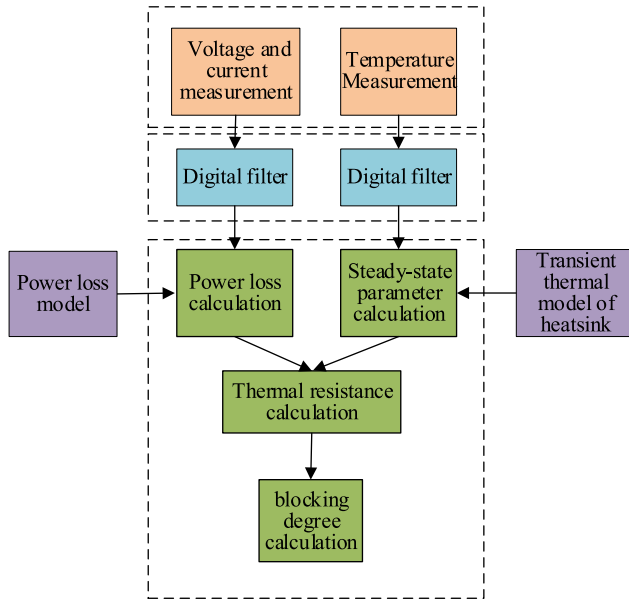 Voltage and
current
measurement
Temperature
Measurement
Digital filter
Digital filter
Power loss
model
Power loss
calculation
Steady-state
parameter
calculation
Transient
thermal
model of
heatsink
Thermal resistance
calculation
blocking
degree
calculation